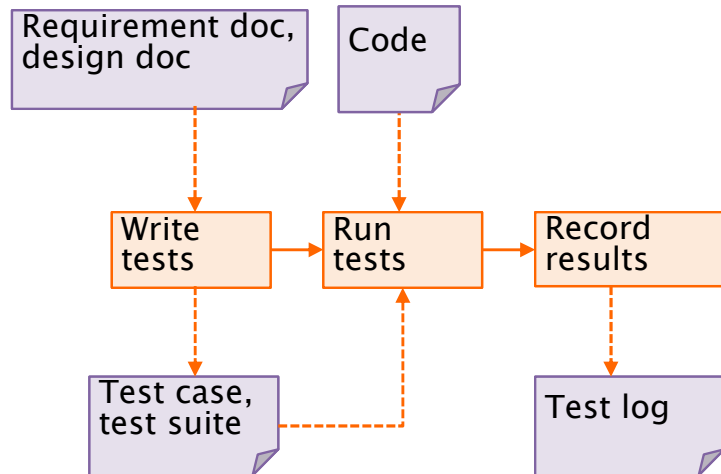 Requirement doc,
design doc
Code
Write
tests
Run
tests
Record
results
Test case,
test suite
Test log